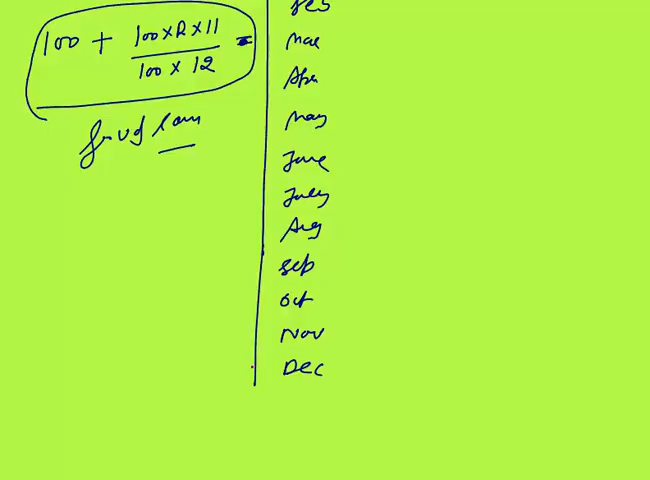 100 + 100×R×11 / 100 × 12 =
Feb
Mar
Apr
May
June
July
Aug
Sep
Oct
Nov
Dec